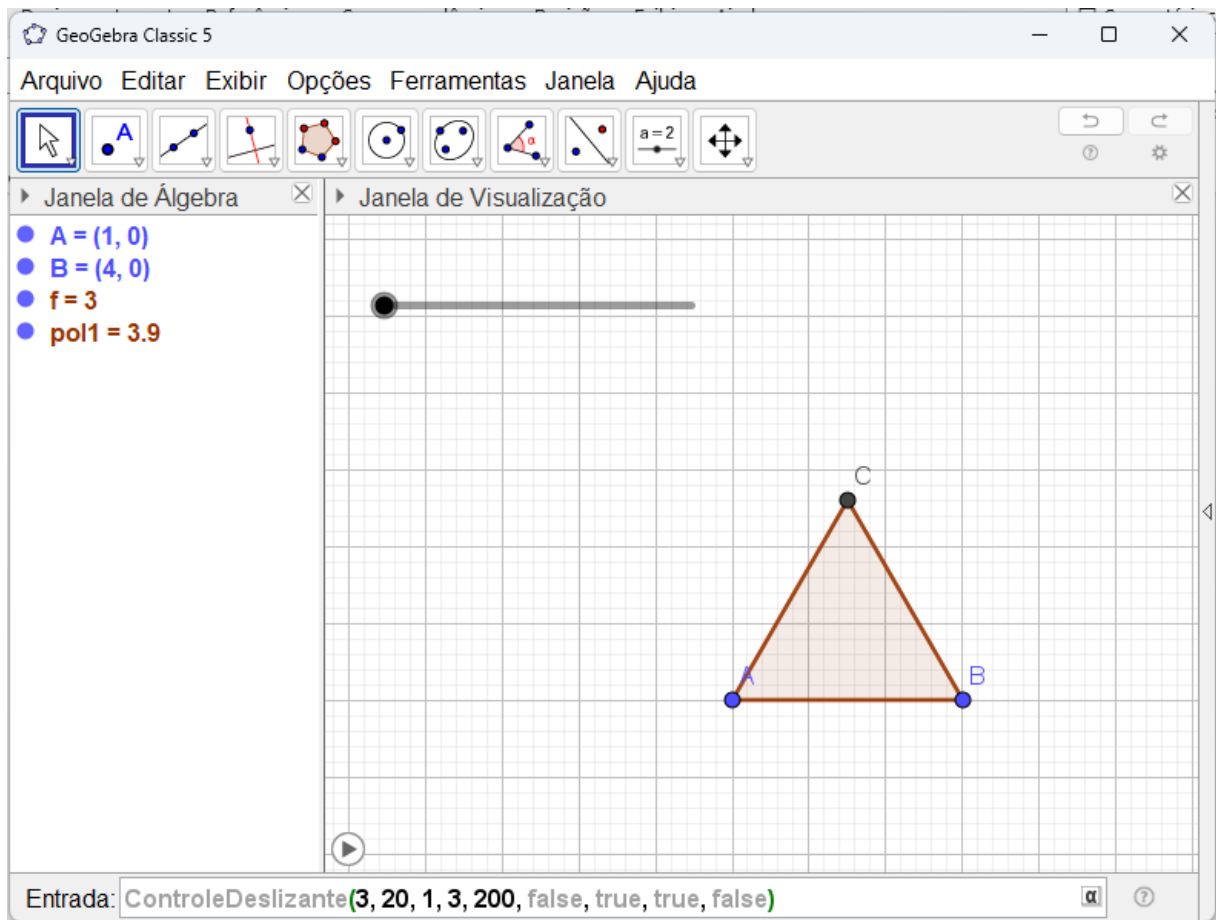 GeoGebra Classic 5
Arquivo Editar Exibir Opções Ferramentas Janela Ajuda
A
α
a = 2
Janela de Álgebra
Janela de Visualização
A = (1, 0)
B = (4, 0)
f = 3
pol1 = 3.9
C
A
B
Entrada: ControleDeslizante(3, 20, 1, 3, 200, false, true, true, false)
α